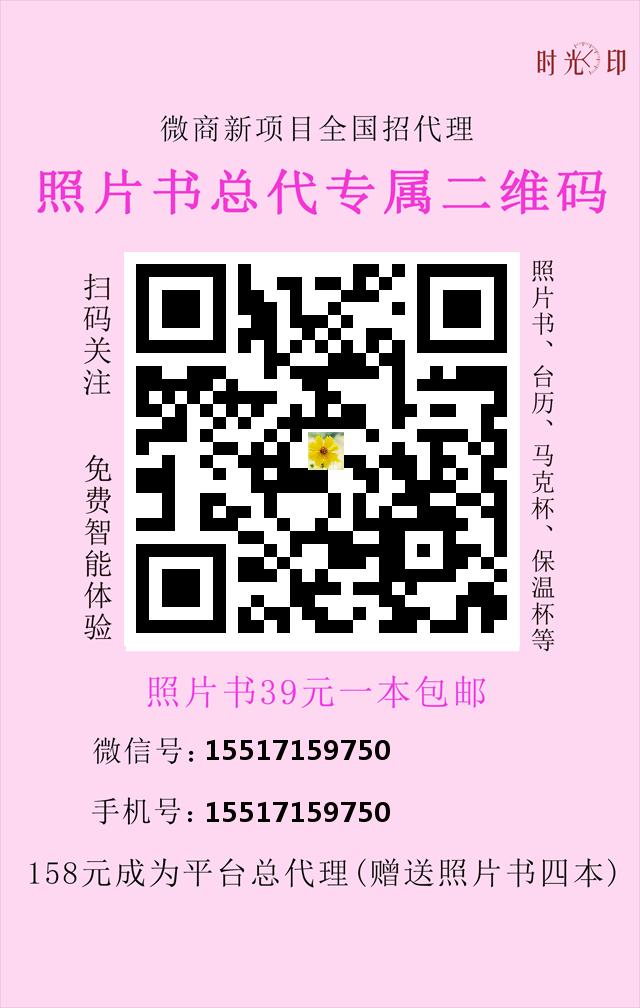 时光印
微商新项目全国招代理
照片书总代专属二维码
扫码关注 免费智能体验
照片书、台历、马克杯、保温杯等
照片书39元一本包邮
微信号: 15517159750
手机号: 15517159750
158元成为平台总代理(赠送照片书四本)